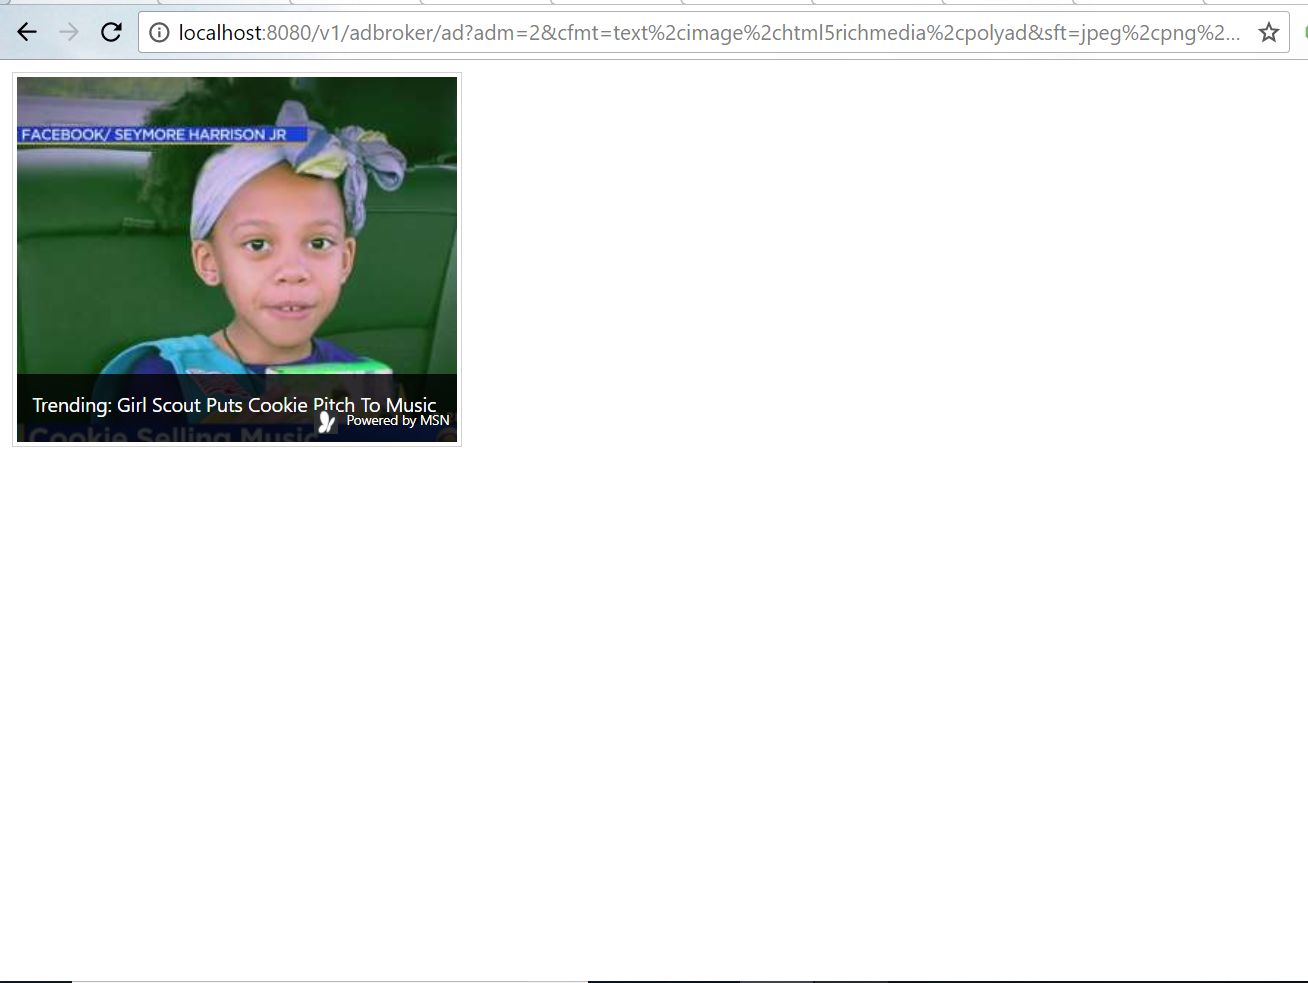 localhost:8080/v1/adbroker/ad?adm=2&cfmt=text%2cimage%2chtml5richmedia%2cpolyad&sft=jpeg%2cpng%2...
FACEBOOK/ SEYMORE HARRISON JR
Trending: Girl Scout Puts Cookie Pitch To Music
Powered by MSN
Cookie Selling Music